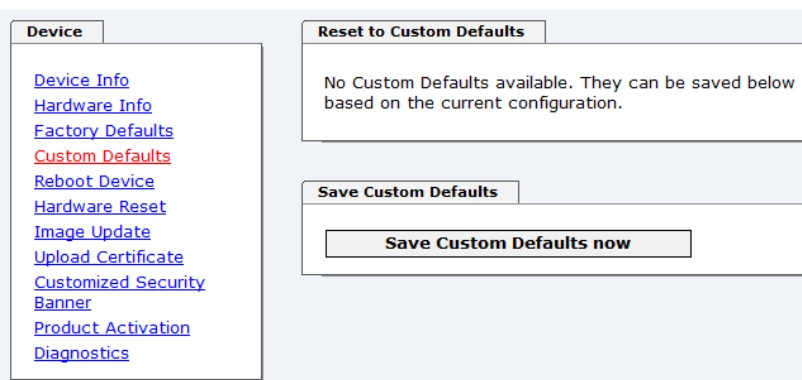 Device
Device Info
Hardware Info
Factory Defaults
Custom Defaults
Reboot Device
Hardware Reset
Image Update
Upload Certificate
Customized Security
Banner
Product Activation
Diagnostics
Reset to Custom Defaults
No Custom Defaults available. They can be saved below
based on the current configuration.
Save Custom Defaults
Save Custom Defaults now